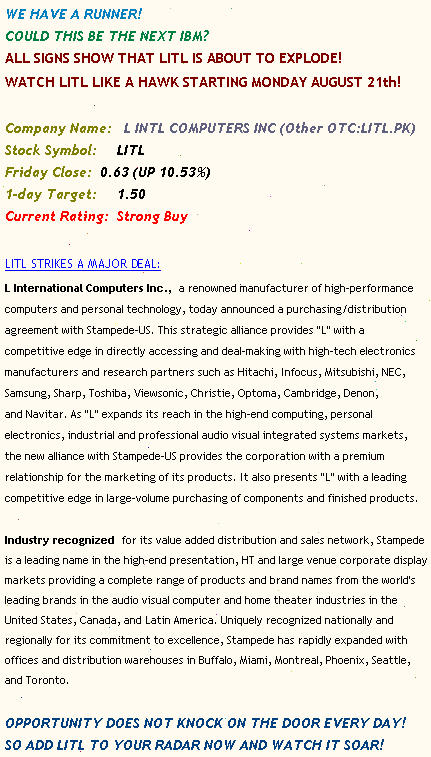 WE HAVE A RUNNER!
COULD THIS BE THE NEXT IBM?
ALL SIGNS SHOW THAT LITL IS ABOUT TO EXPLODE!
WATCH LITL LIKE A HAWK STARTING MONDAY AUGUST 21th!
Company Name: L INTL COMPUTERS INC (Other OTC:LITL.PK)
Stock Symbol: LITL
Friday Close: 0.63 (UP 10.53%)
1-day Target: 1.50
Current Rating: Strong Buy
LITL STRIKES A MAJOR DEAL:
L International Computers Inc., a renowned manufacturer of high-performance
computers and personal technology, today announced a purchasing/distribution
agreement with Stampede-US. This strategic alliance provides "L" with a
competitive edge in directly accessing and deal-making with high-tech electronics
manufacturers and research partners such as Hitachi, Infocus, Mitsubishi, NEC,
Samsung, Sharp, Toshiba, Viewsonic, Christie, Optoma, Cambridge, Denon,
and Navitar. As "L" expands its reach in the high-end computing, personal
electronics, industrial and professional audio visual integrated systems markets,
the new alliance with Stampede-US provides the corporation with a premium
relationship for the marketing of its products. It also presents "L" with a leading
competitive edge in large-volume purchasing of components and finished products.
Industry recognized for its value added distribution and sales network, Stampede
is a leading name in the high-end presentation, HT and large venue corporate display
markets providing a complete range of products and brand names from the world's
leading brands in the audio visual computer and home theater industries in the
United States, Canada, and Latin America. Uniquely recognized nationally and
regionally for its commitment to excellence, Stampede has rapidly expanded with
offices and distribution warehouses in Buffalo, Miami, Montreal, Phoenix, Seattle,
and Toronto.
OPPORTUNITY DOES NOT KNOCK ON THE DOOR EVERY DAY!
SO ADD LITL TO YOUR RADAR NOW AND WATCH IT SOAR!